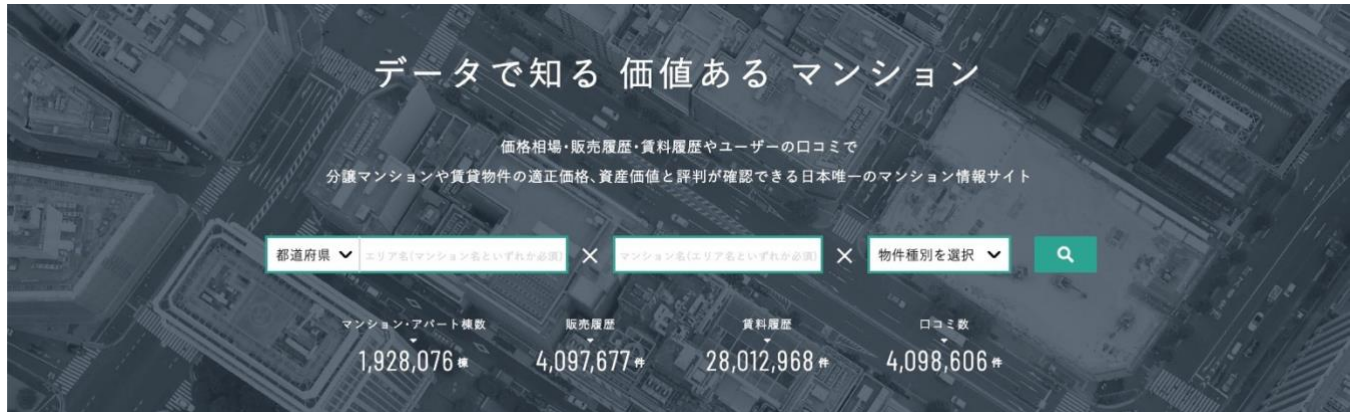 データで知る 価値ある マンション
価格相場・販売履歴・賃料履歴やユーザーの口コミで
分譲マンションや賃貸物件の適正価格、資産価値と評判が確認できる日本唯一のマンション情報サイト
都道府県 エリア名(マンション名といずれか必須) × マンション名(エリア名といずれか必須) × 物件種別を選択
マンション・アパート棟数 販売履歴 賃料履歴 口コミ数
1,928,076棟 4,097,677件 28,012,968件 4,098,606件